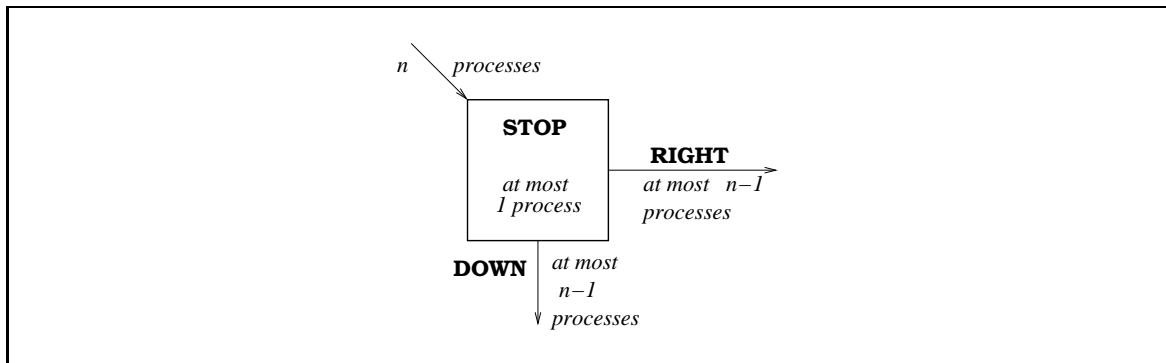 n processes
STOP
at most
1 process
RIGHT
at most n−1
processes
DOWN
at most
n−1
processes